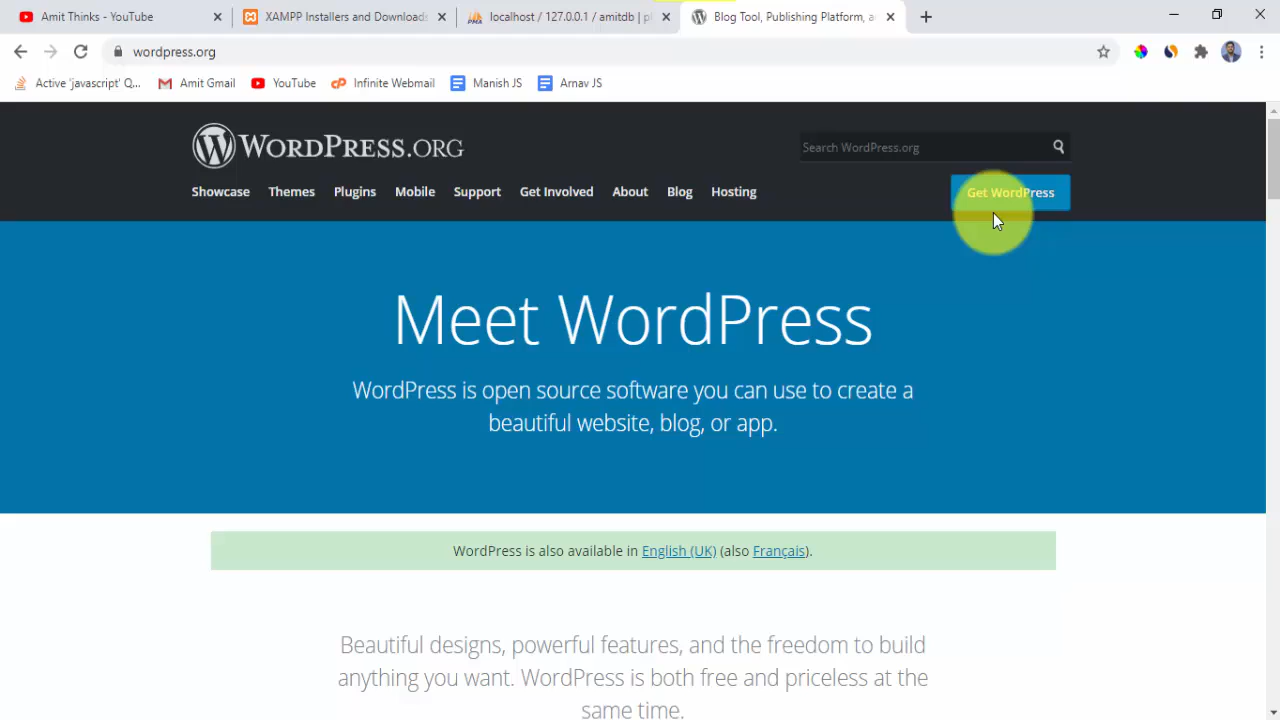 Amit Thinks - YouTube
XAMPP Installers and Downloads
localhost / 127.0.0.1 / amitdb | p
Blog Tool, Publishing Platform, a
wordpress.org
Active 'javascript' Q...
Amit Gmail
YouTube
Infinite Webmail
Manish JS
Arnav JS
WORDPRESS.ORG
Search WordPress.org
Showcase
Themes
Plugins
Mobile
Support
Get Involved
About
Blog
Hosting
Get WordPress
Meet WordPress
WordPress is open source software you can use to create a
beautiful website, blog, or app.
WordPress is also available in English (UK) (also Français).
Beautiful designs, powerful features, and the freedom to build
anything you want. WordPress is both free and priceless at the
same time.